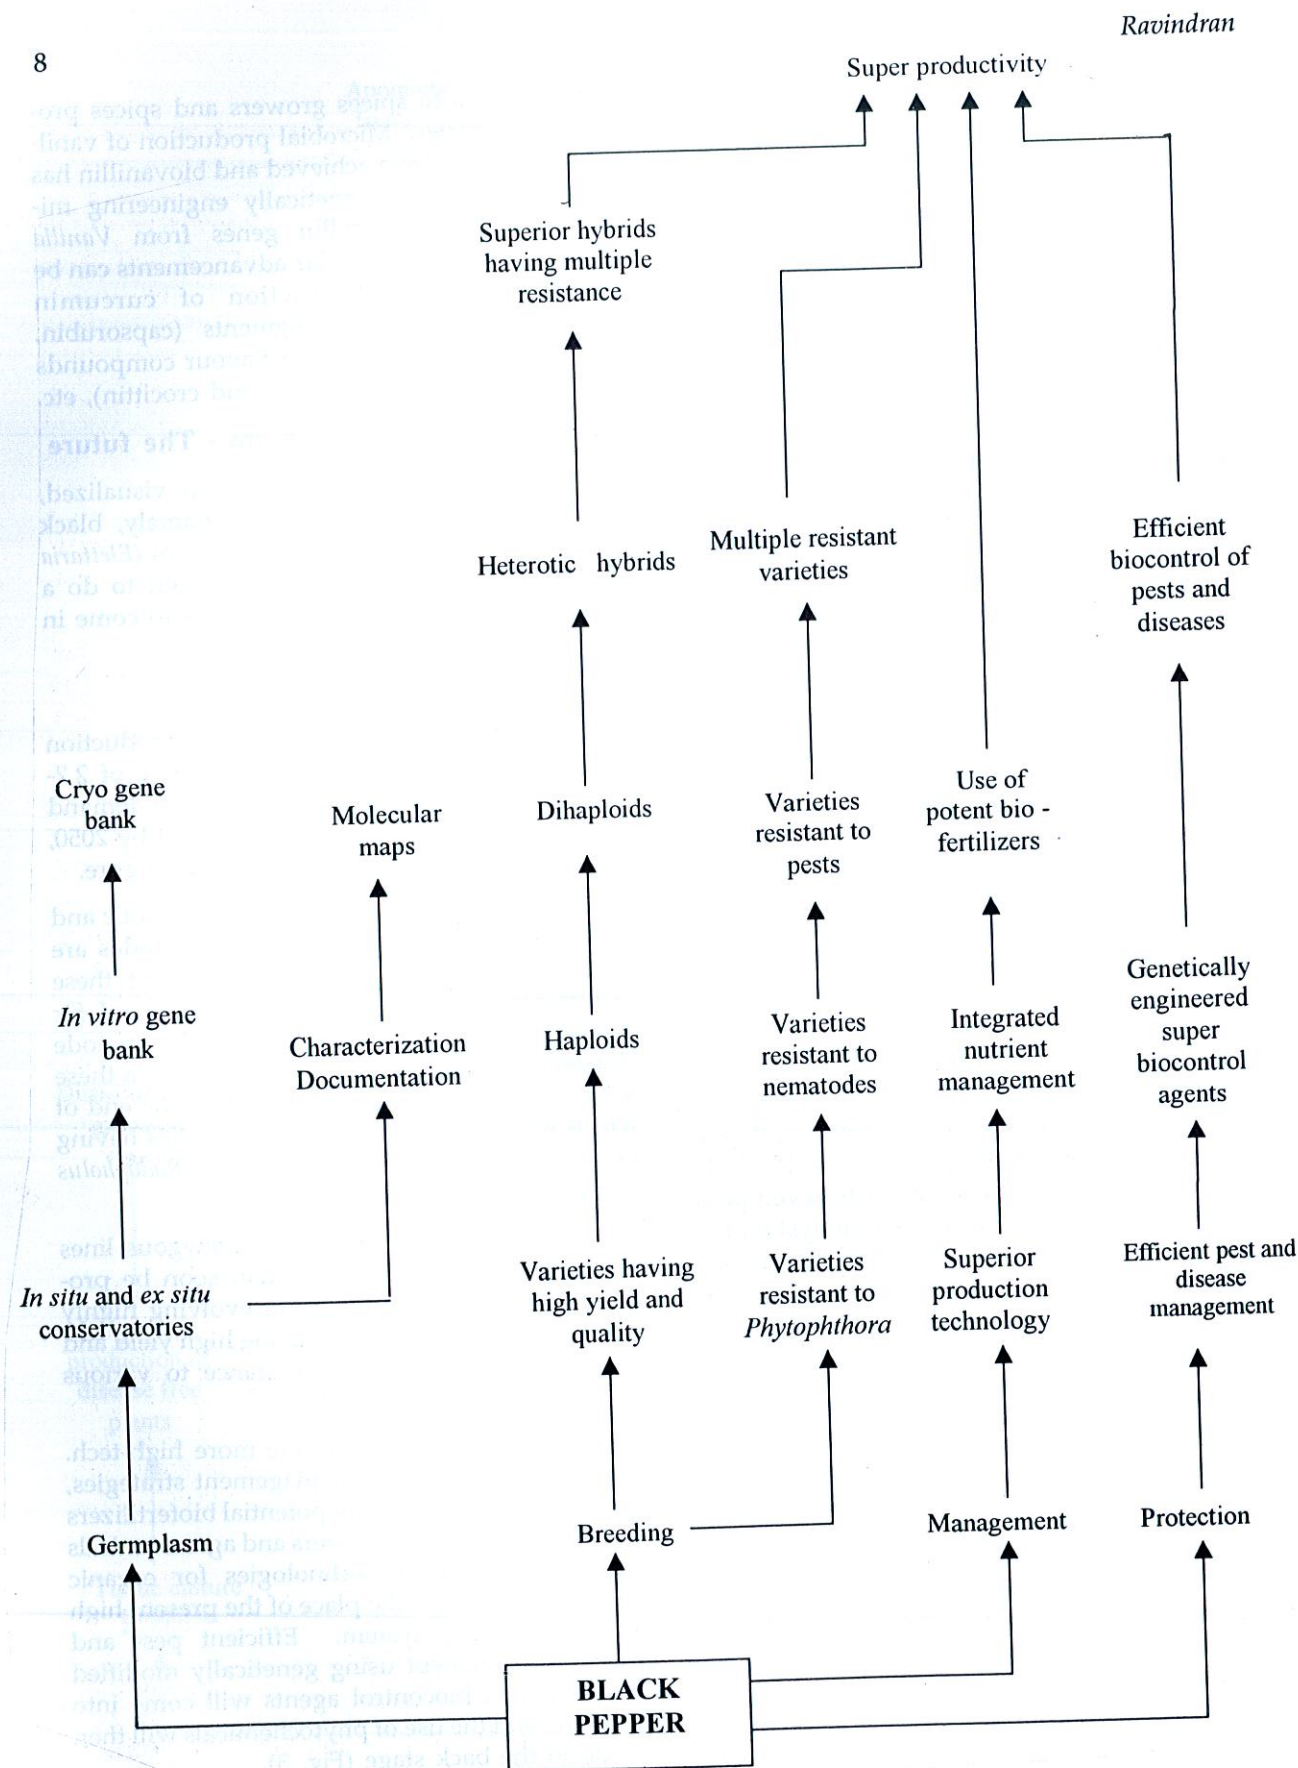 8
Ravindran
Super productivity
Superior hybrids
having multiple
resistance
Heterotic hybrids
Multiple resistant
varieties
Efficient
biocontrol of
pests and
diseases
Cryo gene
bank
Molecular
maps
Dihaploids
Varieties
resistant to
pests
Use of
potent bio -
fertilizers
In vitro gene
bank
Characterization
Documentation
Haploids
Varieties
resistant to
nematodes
Integrated
nutrient
management
Genetically
engineered
super
biocontrol
agents
In situ and ex situ
conservatories
Varieties having
high yield and
quality
Varieties
resistant to
Phytophthora
Superior
production
technology
Efficient pest and
disease
management
Germplasm
Breeding
Management
Protection
BLACK
PEPPER